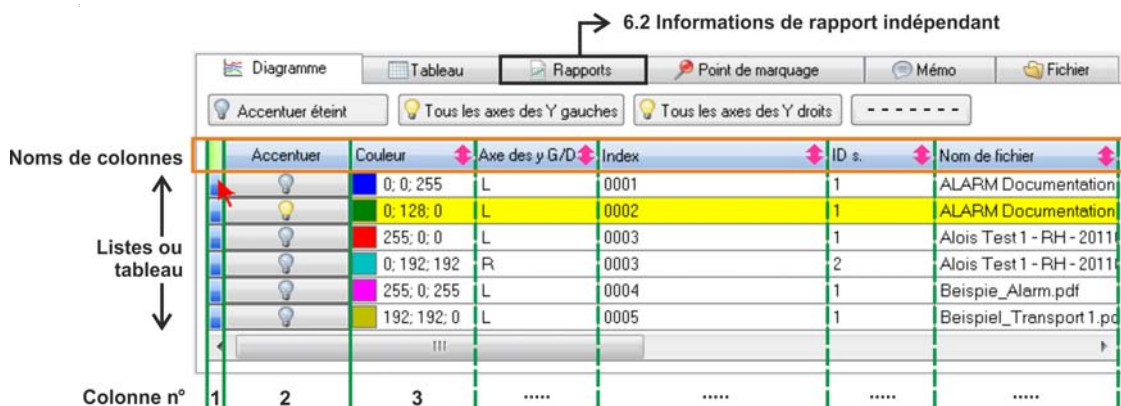 6.2 Informations de rapport indépendant
Diagramme Tableau Rapports Point de marquage Mémo Fichier
Accentuer éteint Tous les axes des Y gauches Tous les axes des Y droits - - - - - - -
Noms de colonnes Accentuer Couleur Axe des y G/D Index ID s. Nom de fichier
0; 0; 255 L 0001 1 ALARM Documentation
0; 128; 0 L 0002 1 ALARM Documentation
255; 0; 0 L 0003 1 Alois Test 1 - RH - 2011
Listes ou
tableau
0; 192; 192 R 0003 2 Alois Test 1 - RH - 2011
255; 0; 255 L 0004 1 Beispie_Alarm.pdf
192; 192; 0 L 0005 1 Beispiel_Transport 1.pd
Colonne n° 1 2 3 ..... ..... ..... .....